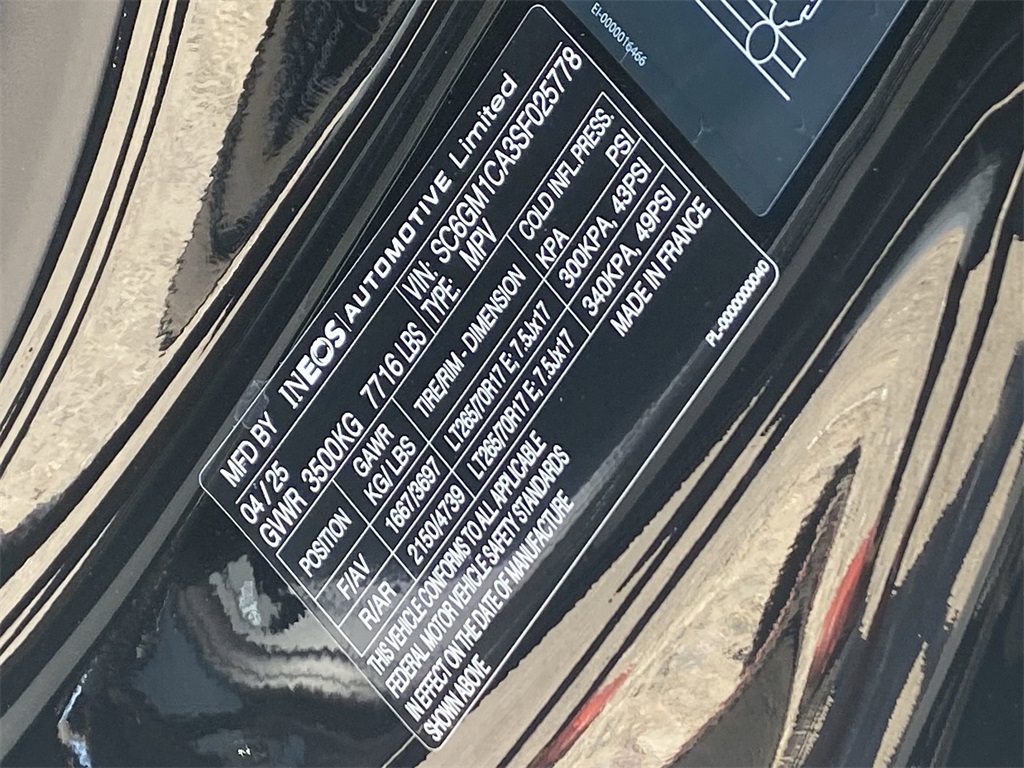 EI-0000016466
MFD BY INEOS AUTOMOTIVE Limited
04 / 25 VIN: SC6GM1CA3SF025778
GVWR 3500KG 7716 LBS TYPE: MPV
POSITION GAWR TIRE/RIM - DIMENSION COLD INFL.PRESS.
KG/LBS KPA PSI
F/AV 1667/3697 LT265/70R17 E; 7.5Jx17 300KPA, 43PSI
R/AR 2150/4739 LT265/70R17 E; 7.5Jx17 340KPA, 49PSI
THIS VEHICLE CONFORMS TO ALL APPLICABLE MADE IN FRANCE
FEDERAL MOTOR VEHICLE SAFETY STANDARDS
IN EFFECT ON THE DATE OF MANUFACTURE
SHOWN ABOVE
PL-0000000040